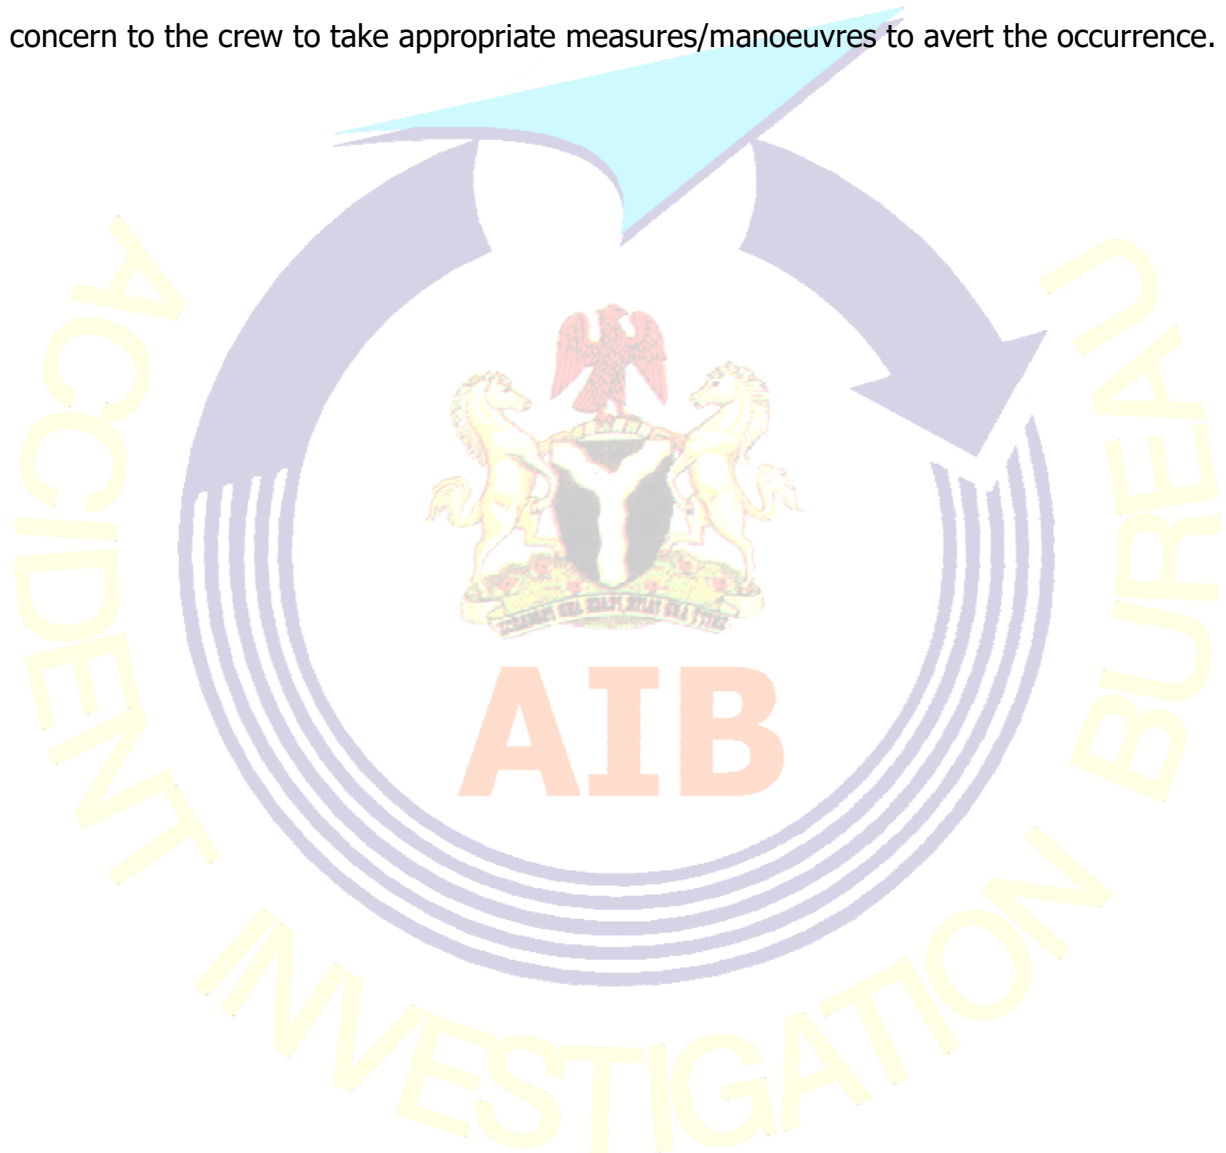 concern to the crew to take appropriate measures/manoeuvres to avert the occurrence.
ACCIDENT INVESTIGATION BUREAU
AIB